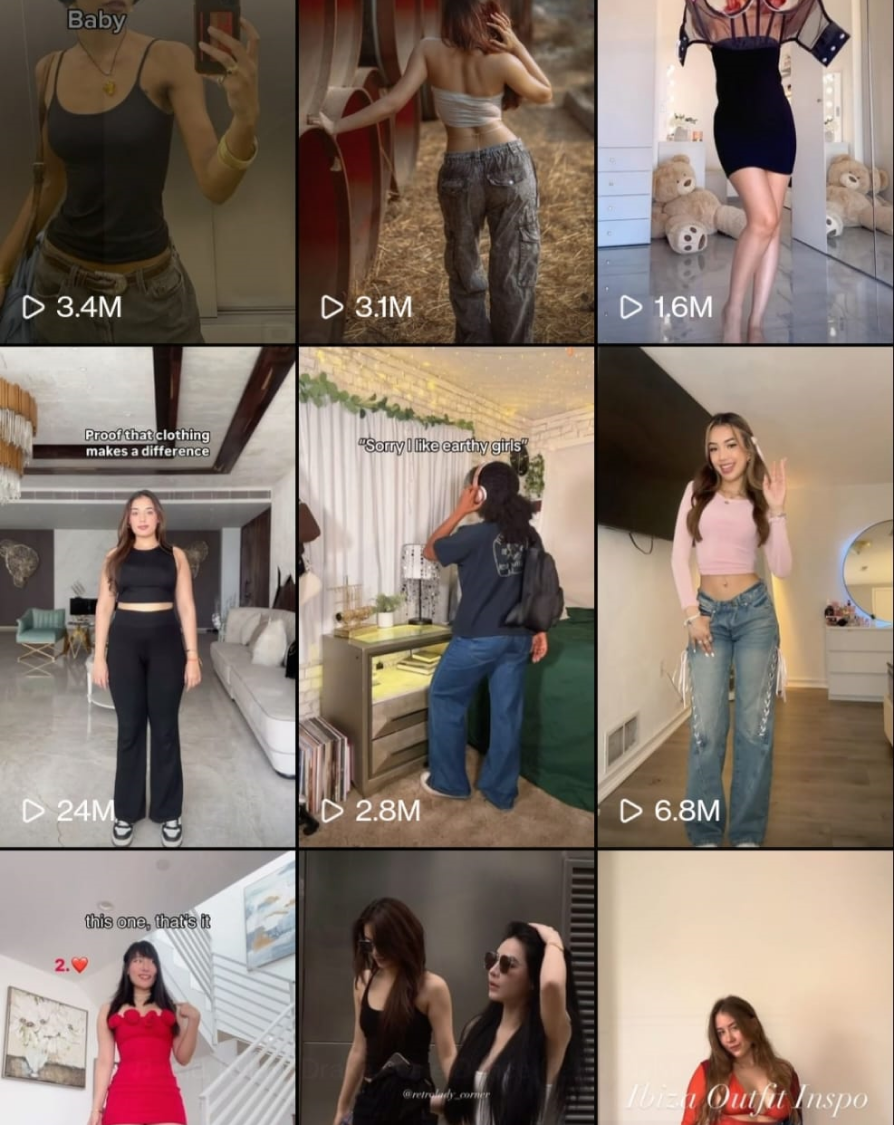 Baby
3.4M
3.1M
1.6M
Proof that clothing
makes a difference
24M
"Sorry I like earthy girls"
2.8M
6.8M
this one, that's it
2.❤️
@retrolady_corner
Ibiza Outfit Inspo